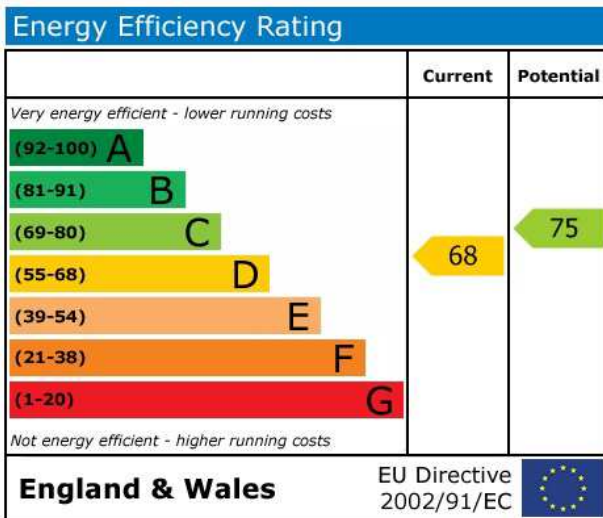 Energy Efficiency Rating
Current Potential
Very energy efficient - lower running costs
(92-100) A
(81-91) B
(69-80) C
75
(55-68) D
68
(39-54) E
(21-38) F
(1-20) G
Not energy efficient - higher running costs
England & Wales
EU Directive
2002/91/EC